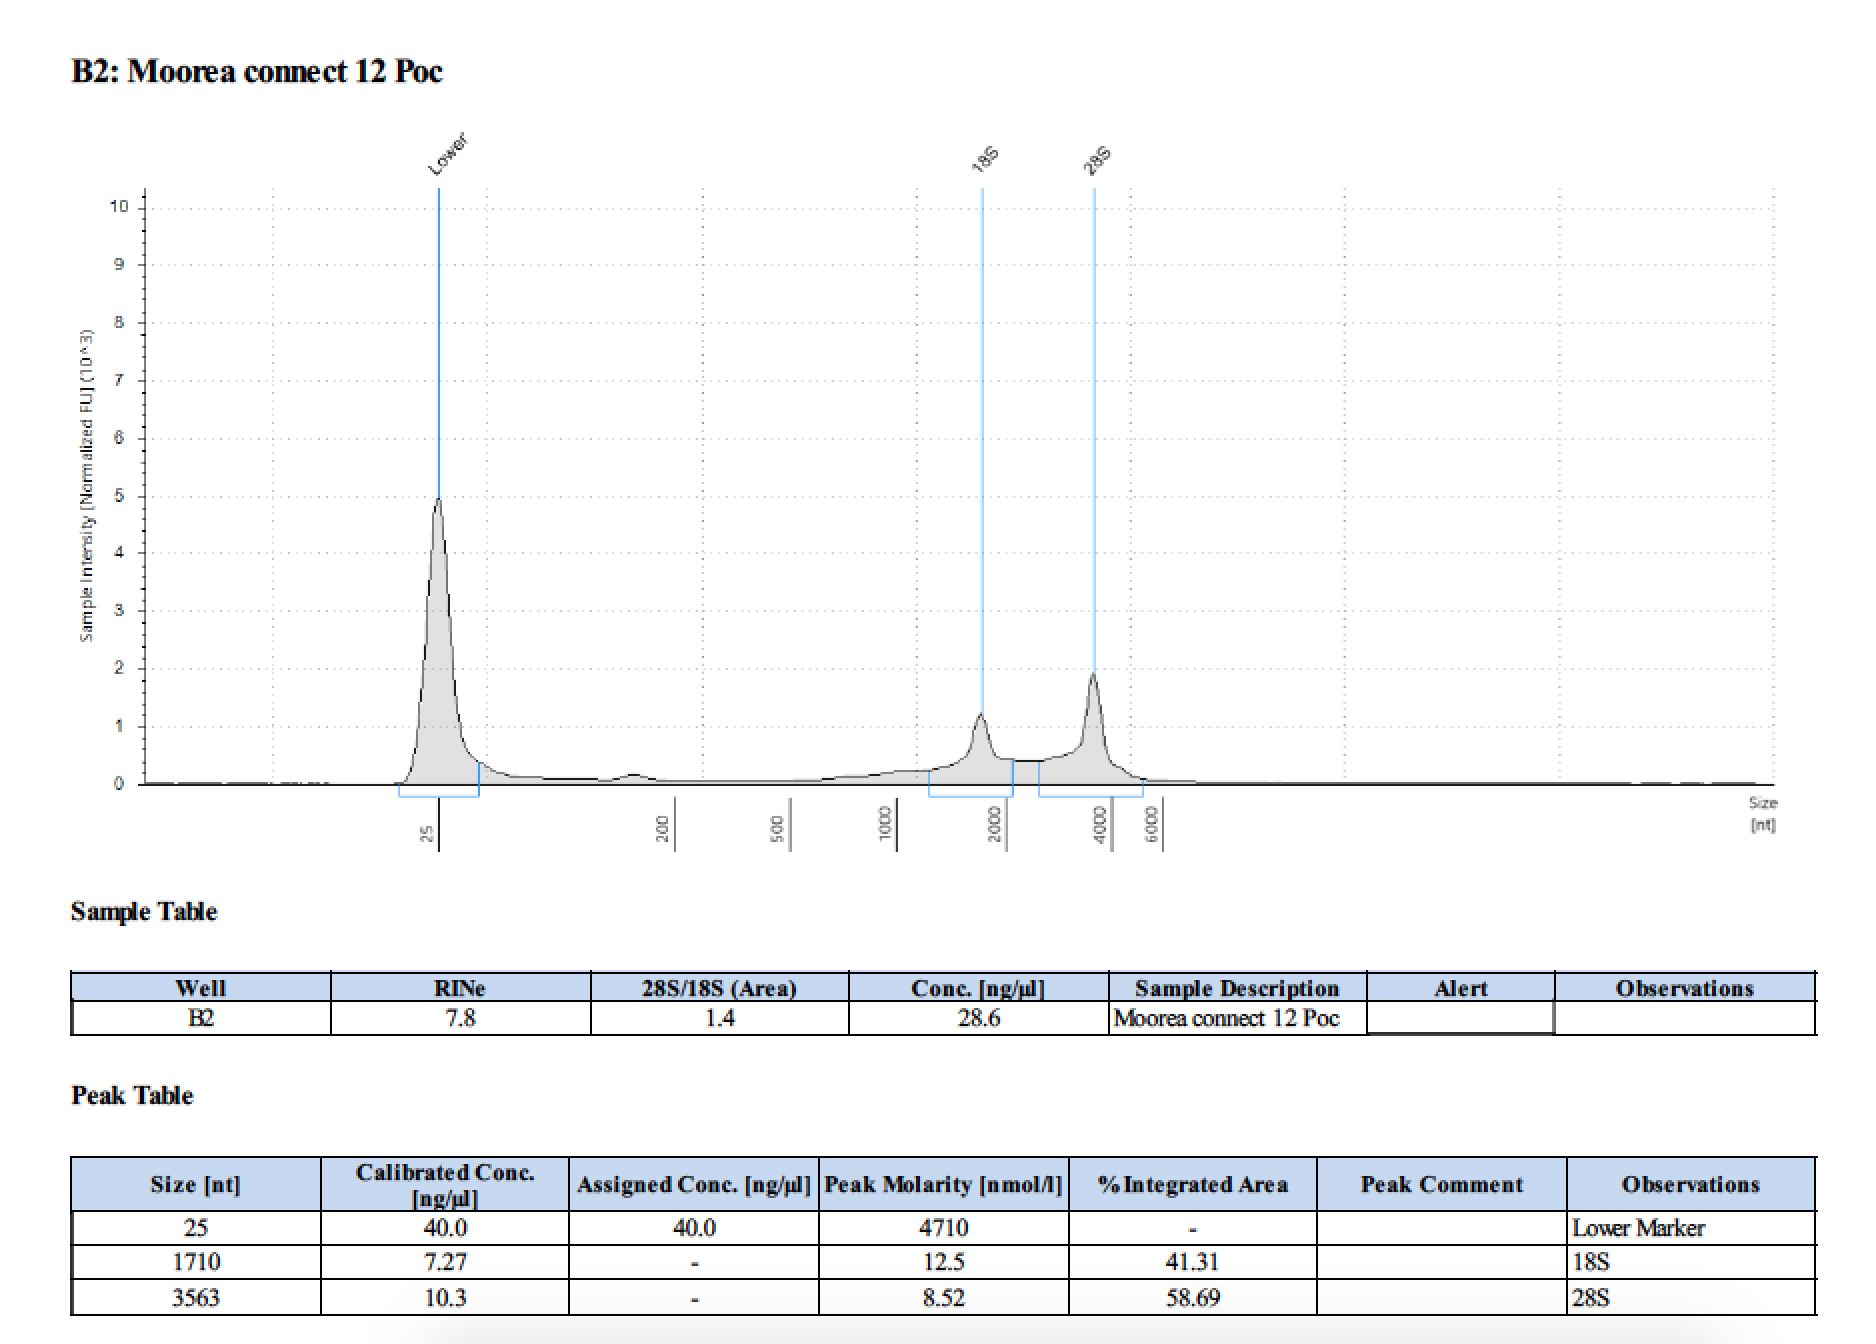 B2: Moorea connect 12 Poc
Lower 18S 28S
Sample Intensity [Normalized FU] (10^3)
10
9
8
7
6
5
4
3
2
1
0
25 200 500 1000 2000 4000 6000
Size
[nt]
Sample Table
Well RINe 28S/18S (Area) Conc. [ng/µl] Sample Description Alert Observations
B2 7.8 1.4 28.6 Moorea connect 12 Poc
Peak Table
Size [nt] Calibrated Conc. [ng/µl] Assigned Conc. [ng/µl] Peak Molarity [nmol/l] % Integrated Area Peak Comment Observations
25 40.0 40.0 4710 - Lower Marker
1710 7.27 - 12.5 41.31 18S
3563 10.3 - 8.52 58.69 28S